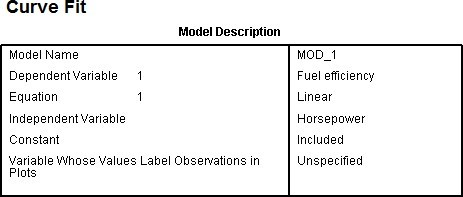 Curve Fit
Model Description
Model Name MOD_1
Dependent Variable 1 Fuel efficiency
Equation 1 Linear
Independent Variable Horsepower
Constant Included
Variable Whose Values Label Observations in Unspecified
Plots